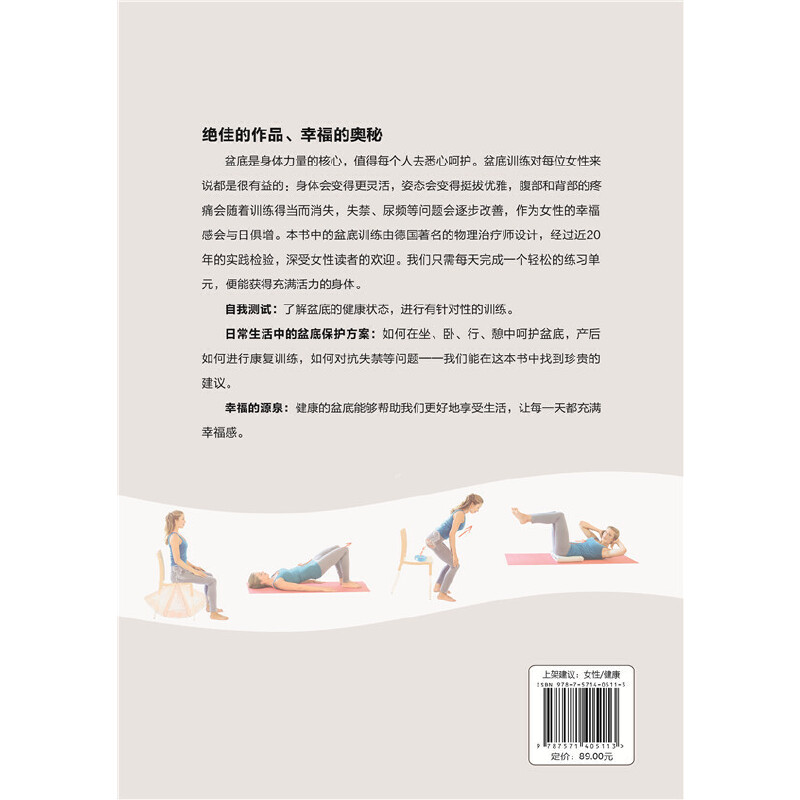 绝佳的作品、幸福的奥秘
盆底是身体力量的核心，值得每个人去悉心呵护。盆底训练对每位女性来
说都是很有益的：身体会变得更灵活，姿态会变得挺拔优雅，腹部和背部的疼
痛会随着训练得当而消失，失禁、尿频等问题会逐步改善，作为女性的幸福
感会与日俱增。本书中的盆底训练由德国著名的物理治疗师设计，经过近20
年的实践检验，深受女性读者的欢迎。我们只需每天完成一个轻松的练习单
元，便能获得充满活力的身体。
自我测试：了解盆底的健康状态，进行有针对性的训练。
日常生活中的盆底保护方案：如何在坐、卧、行、憩中呵护盆底，产后
如何进行康复训练，如何对抗失禁等问题——我们能在这本书中找到珍贵的
建议。
幸福的源泉：健康的盆底能够帮助我们更好地享受生活，让每一天都充满
幸福感。
上架建议：女性/健康
ISBN 978-7-5714-0511-3
9 787571 405113 >
定价：89.00元